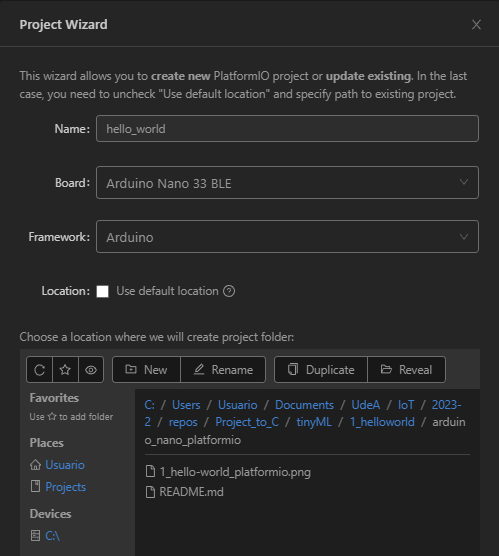 Project Wizard
This wizard allows you to create new PlatformIO project or update existing. In the last
case, you need to uncheck "Use default location" and specify path to existing project.
Name: hello_world
Board: Arduino Nano 33 BLE
Framework: Arduino
Location: Use default location
Choose a location where we will create project folder:
New Rename Duplicate Reveal
Favorites
Use ☆ to add folder
Places
Usuario
Projects
Devices
C:\
C: / Users / Usuario / Documents / UdeA / IoT / 2023-
2 / repos / Project_to_C / tinyML / 1_helloworld / arduin
o_nano_platformio
1_hello-world_platformio.png
README.md